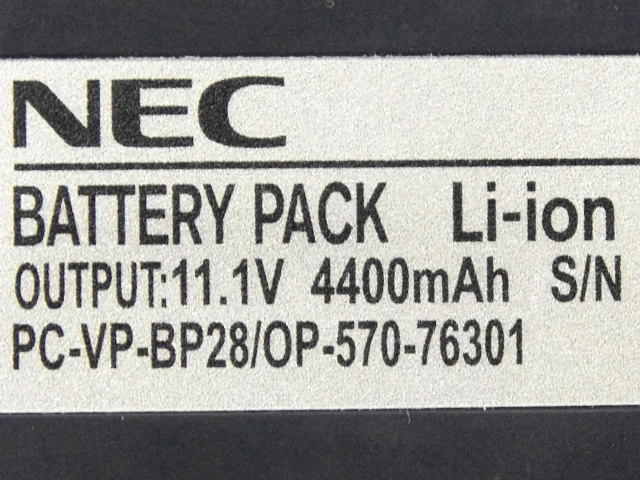 NEC
BATTERY PACK Li-ion
OUTPUT:11.1V 4400mAh S/N
PC-VP-BP28/OP-570-76301